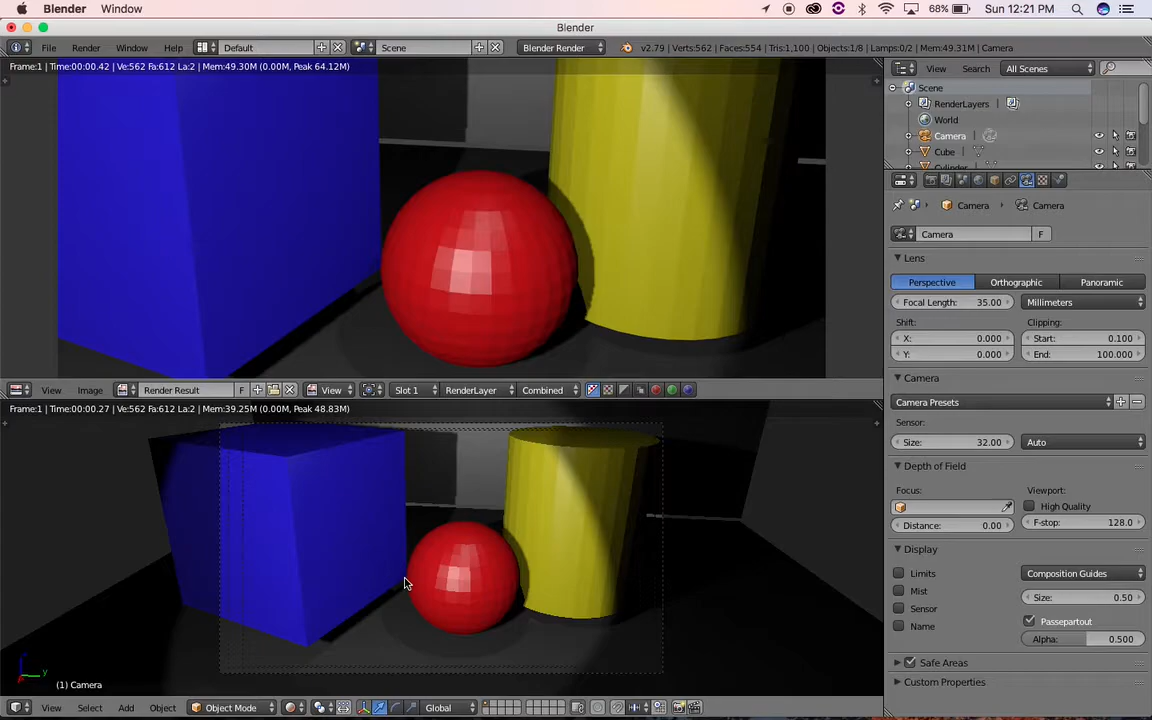 Blender Window 68% Sun 12:21 PM
Blender
File Render Window Help Default Scene Blender Render v2.79 | Verts:562 | Faces:554 | Tris:1,100 | Objects:1/8 | Lamps:0/2 | Mem:49.31M | Camera
Frame:1 | Time:00:00.42 | Ve:562 Fa:612 La:2 | Mem:49.30M (0.00M, Peak 64.12M)
View Search All Scenes
Scene
RenderLayers
World
Camera
Cube
Cylinder
Camera Camera
Camera F
Lens
Perspective Orthographic Panoramic
Focal Length: 35.00 Millimeters
Shift: Clipping:
X: 0.000 Start: 0.100
Y: 0.000 End: 100.000
Camera
Camera Presets
Sensor:
Size: 32.00 Auto
Depth of Field
Focus: Viewport:
High Quality
Distance: 0.00 F-stop: 128.0
Display
Limits Composition Guides
Mist Size: 0.50
Sensor Passepartout
Name Alpha: 0.500
Safe Areas
Custom Properties
View Image Render Result F View Slot 1 RenderLayer Combined
Frame:1 | Time:00:00.27 | Ve:562 Fa:612 La:2 | Mem:39.25M (0.00M, Peak 48.83M)
(1) Camera
View Select Add Object Object Mode Global